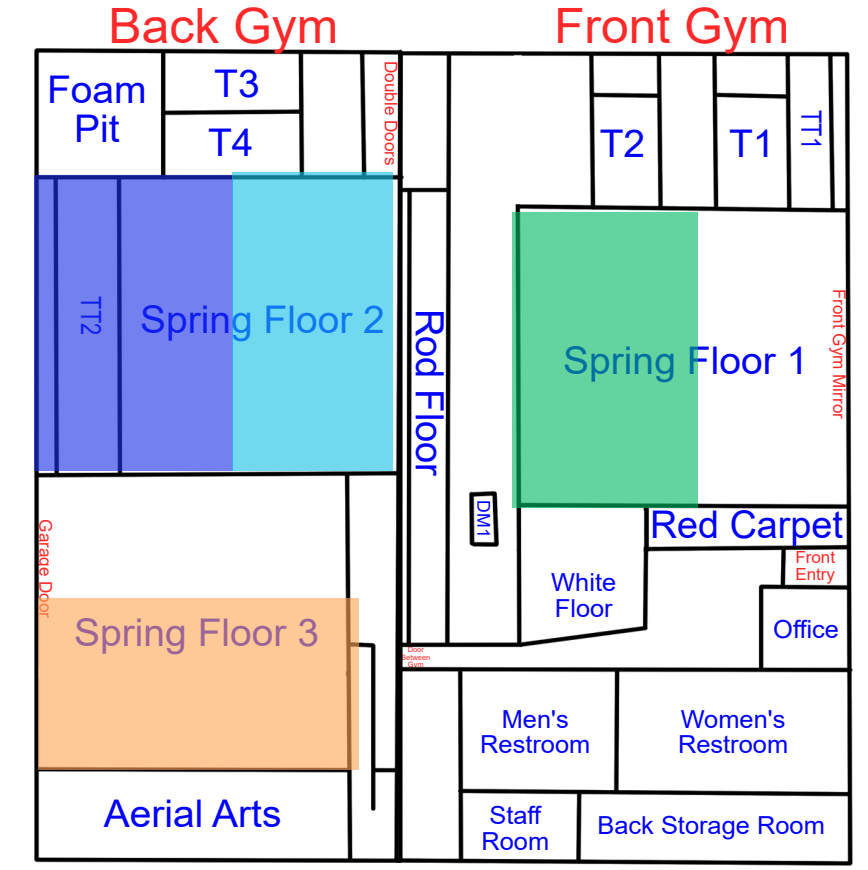 Back Gym
Front Gym
Foam
Pit
T3
T4
Double Doors
T2
T1
TT1
TT2
Spring Floor 2
Rod Floor
Spring Floor 1
Front Gym Mirror
DM1
Red Carpet
Garage Door
White
Floor
Front
Entry
Office
Spring Floor 3
Door
Between
Gym
Men's
Restroom
Women's
Restroom
Aerial Arts
Staff
Room
Back Storage Room